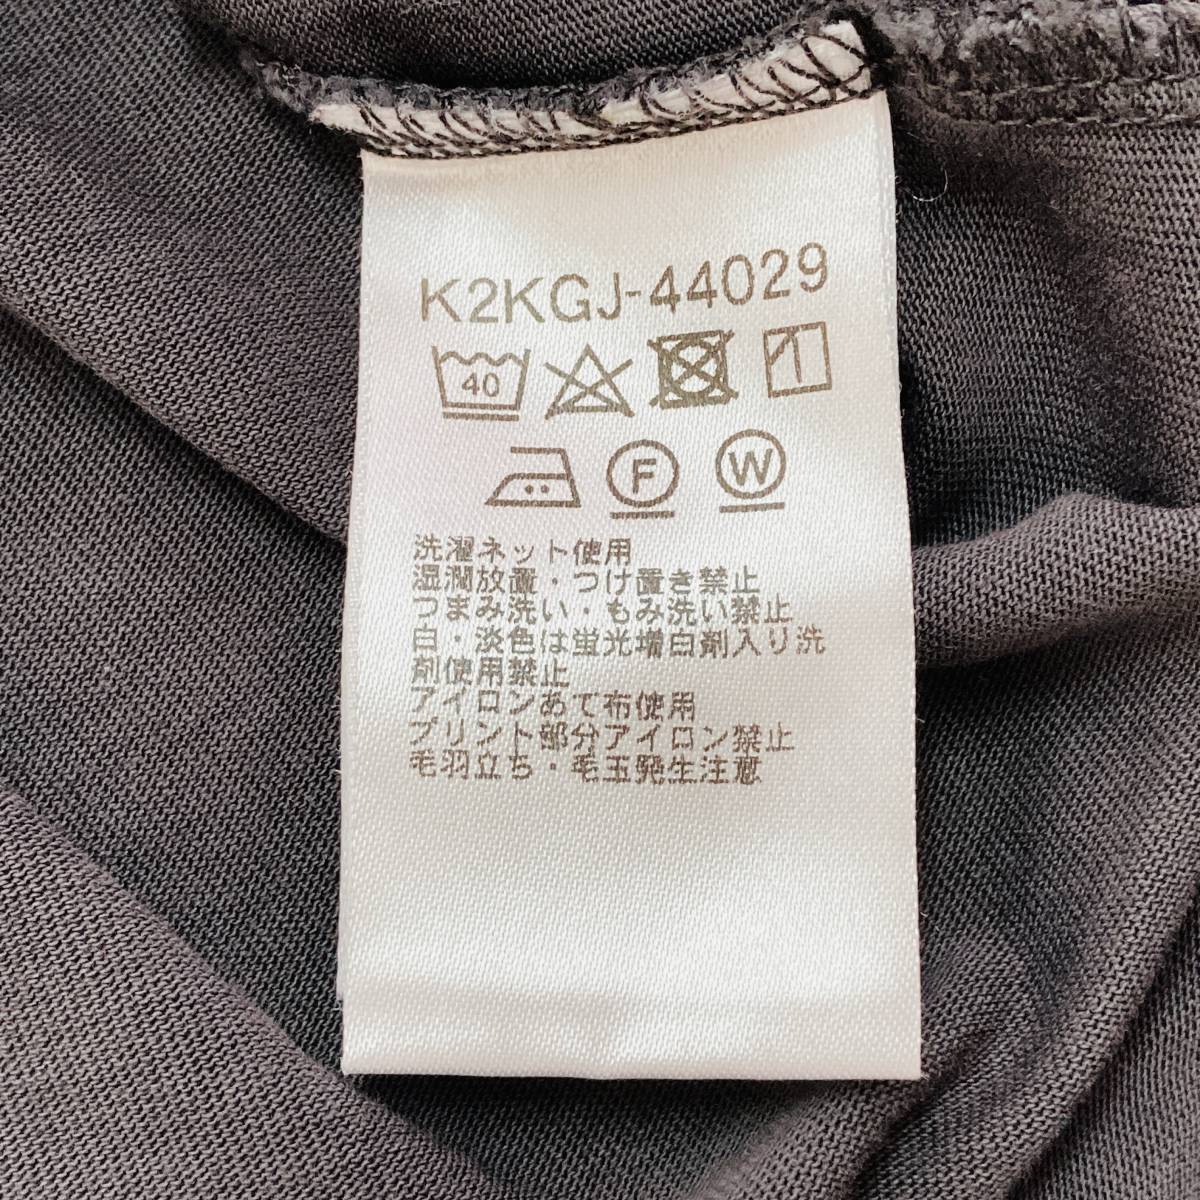 K2KGJ-44029
40
F W
洗濯ネット使用
湿潤放置・つけ置き禁止
つまみ洗い・もみ洗い禁止
白・淡色は蛍光増白剤入り洗
剤使用禁止
アイロンあて布使用
プリント部分アイロン禁止
毛羽立ち・毛玉発生注意